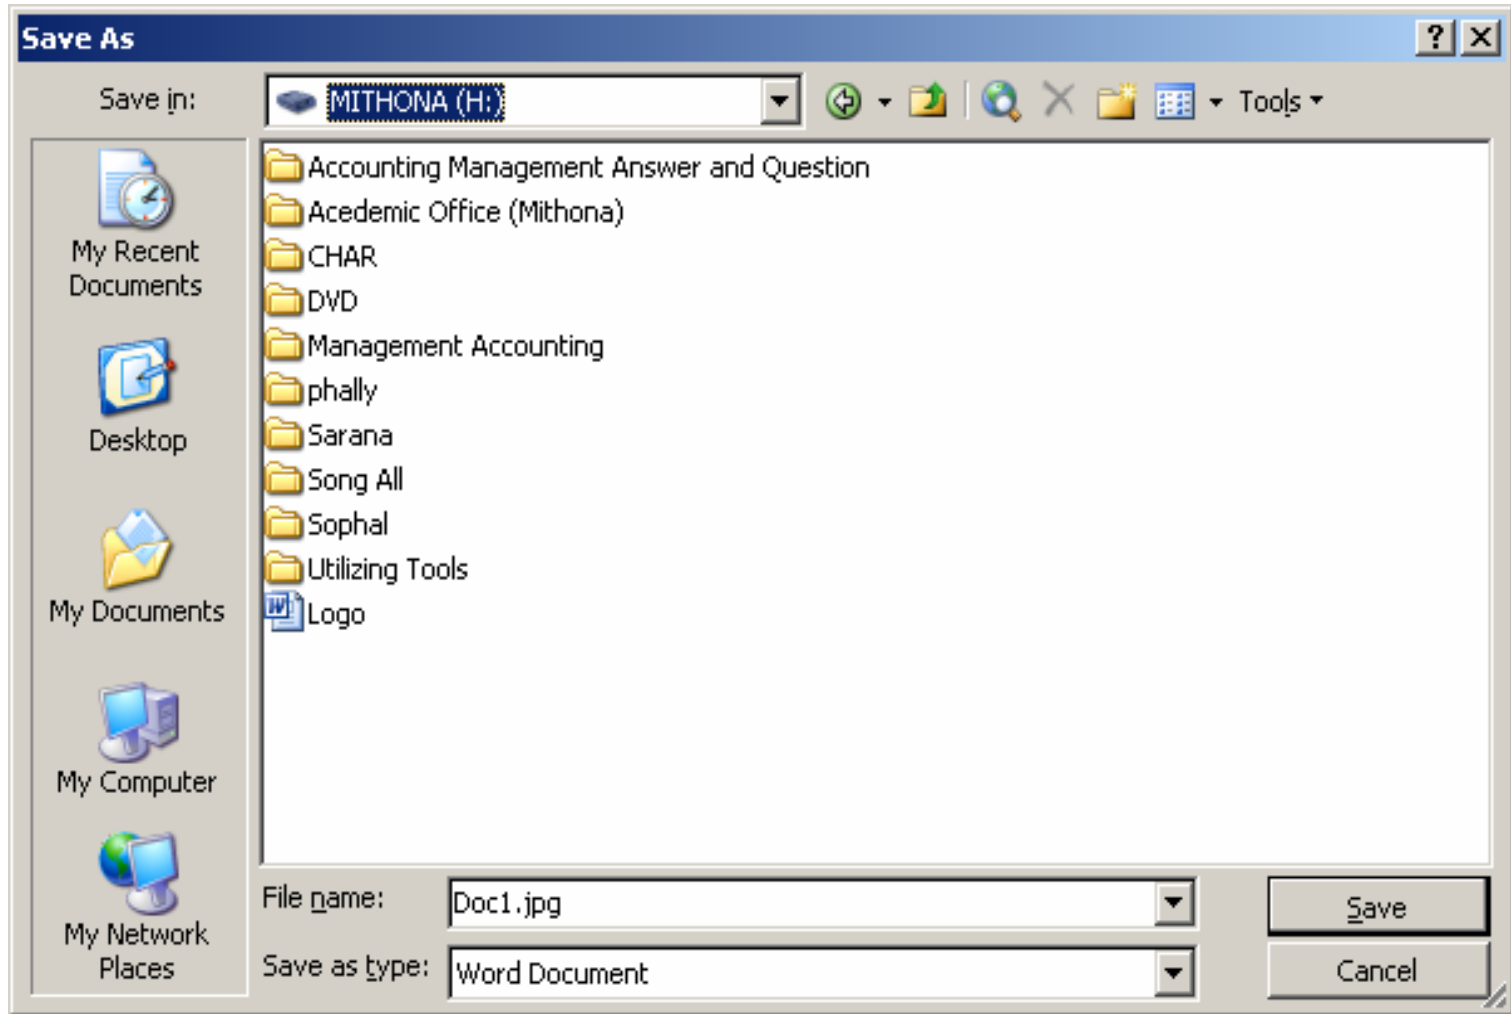 Save As
Save in:
MITHONA (H:)
Tools
My Recent
Documents
Desktop
My Documents
My Computer
My Network
Places
Accounting Management Answer and Question
Acedemic Office (Mithona)
CHAR
DVD
Management Accounting
phally
Sarana
Song All
Sophal
Utilizing Tools
Logo
File name:
Doc1.jpg
Save
Save as type:
Word Document
Cancel